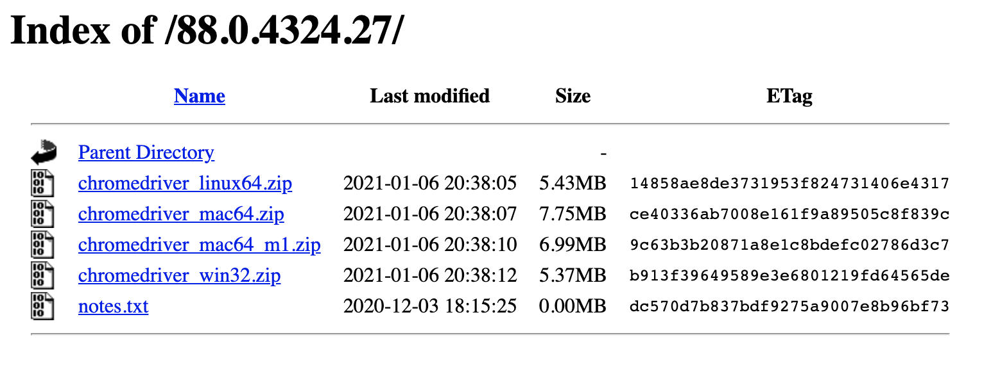 Index of /88.0.4324.27/
Name Last modified Size ETag
Parent Directory -
chromedriver_linux64.zip 2021-01-06 20:38:05 5.43MB 14858ae8de3731953f824731406e4317
chromedriver_mac64.zip 2021-01-06 20:38:07 7.75MB ce40336ab7008e161f9a89505c8f839c
chromedriver_mac64_m1.zip 2021-01-06 20:38:10 6.99MB 9c63b3b20871a8e1c8bdefc02786d3c7
chromedriver_win32.zip 2021-01-06 20:38:12 5.37MB b913f39649589e3e6801219fd64565de
notes.txt 2020-12-03 18:15:25 0.00MB dc570d7b837bdf9275a9007e8b96bf73